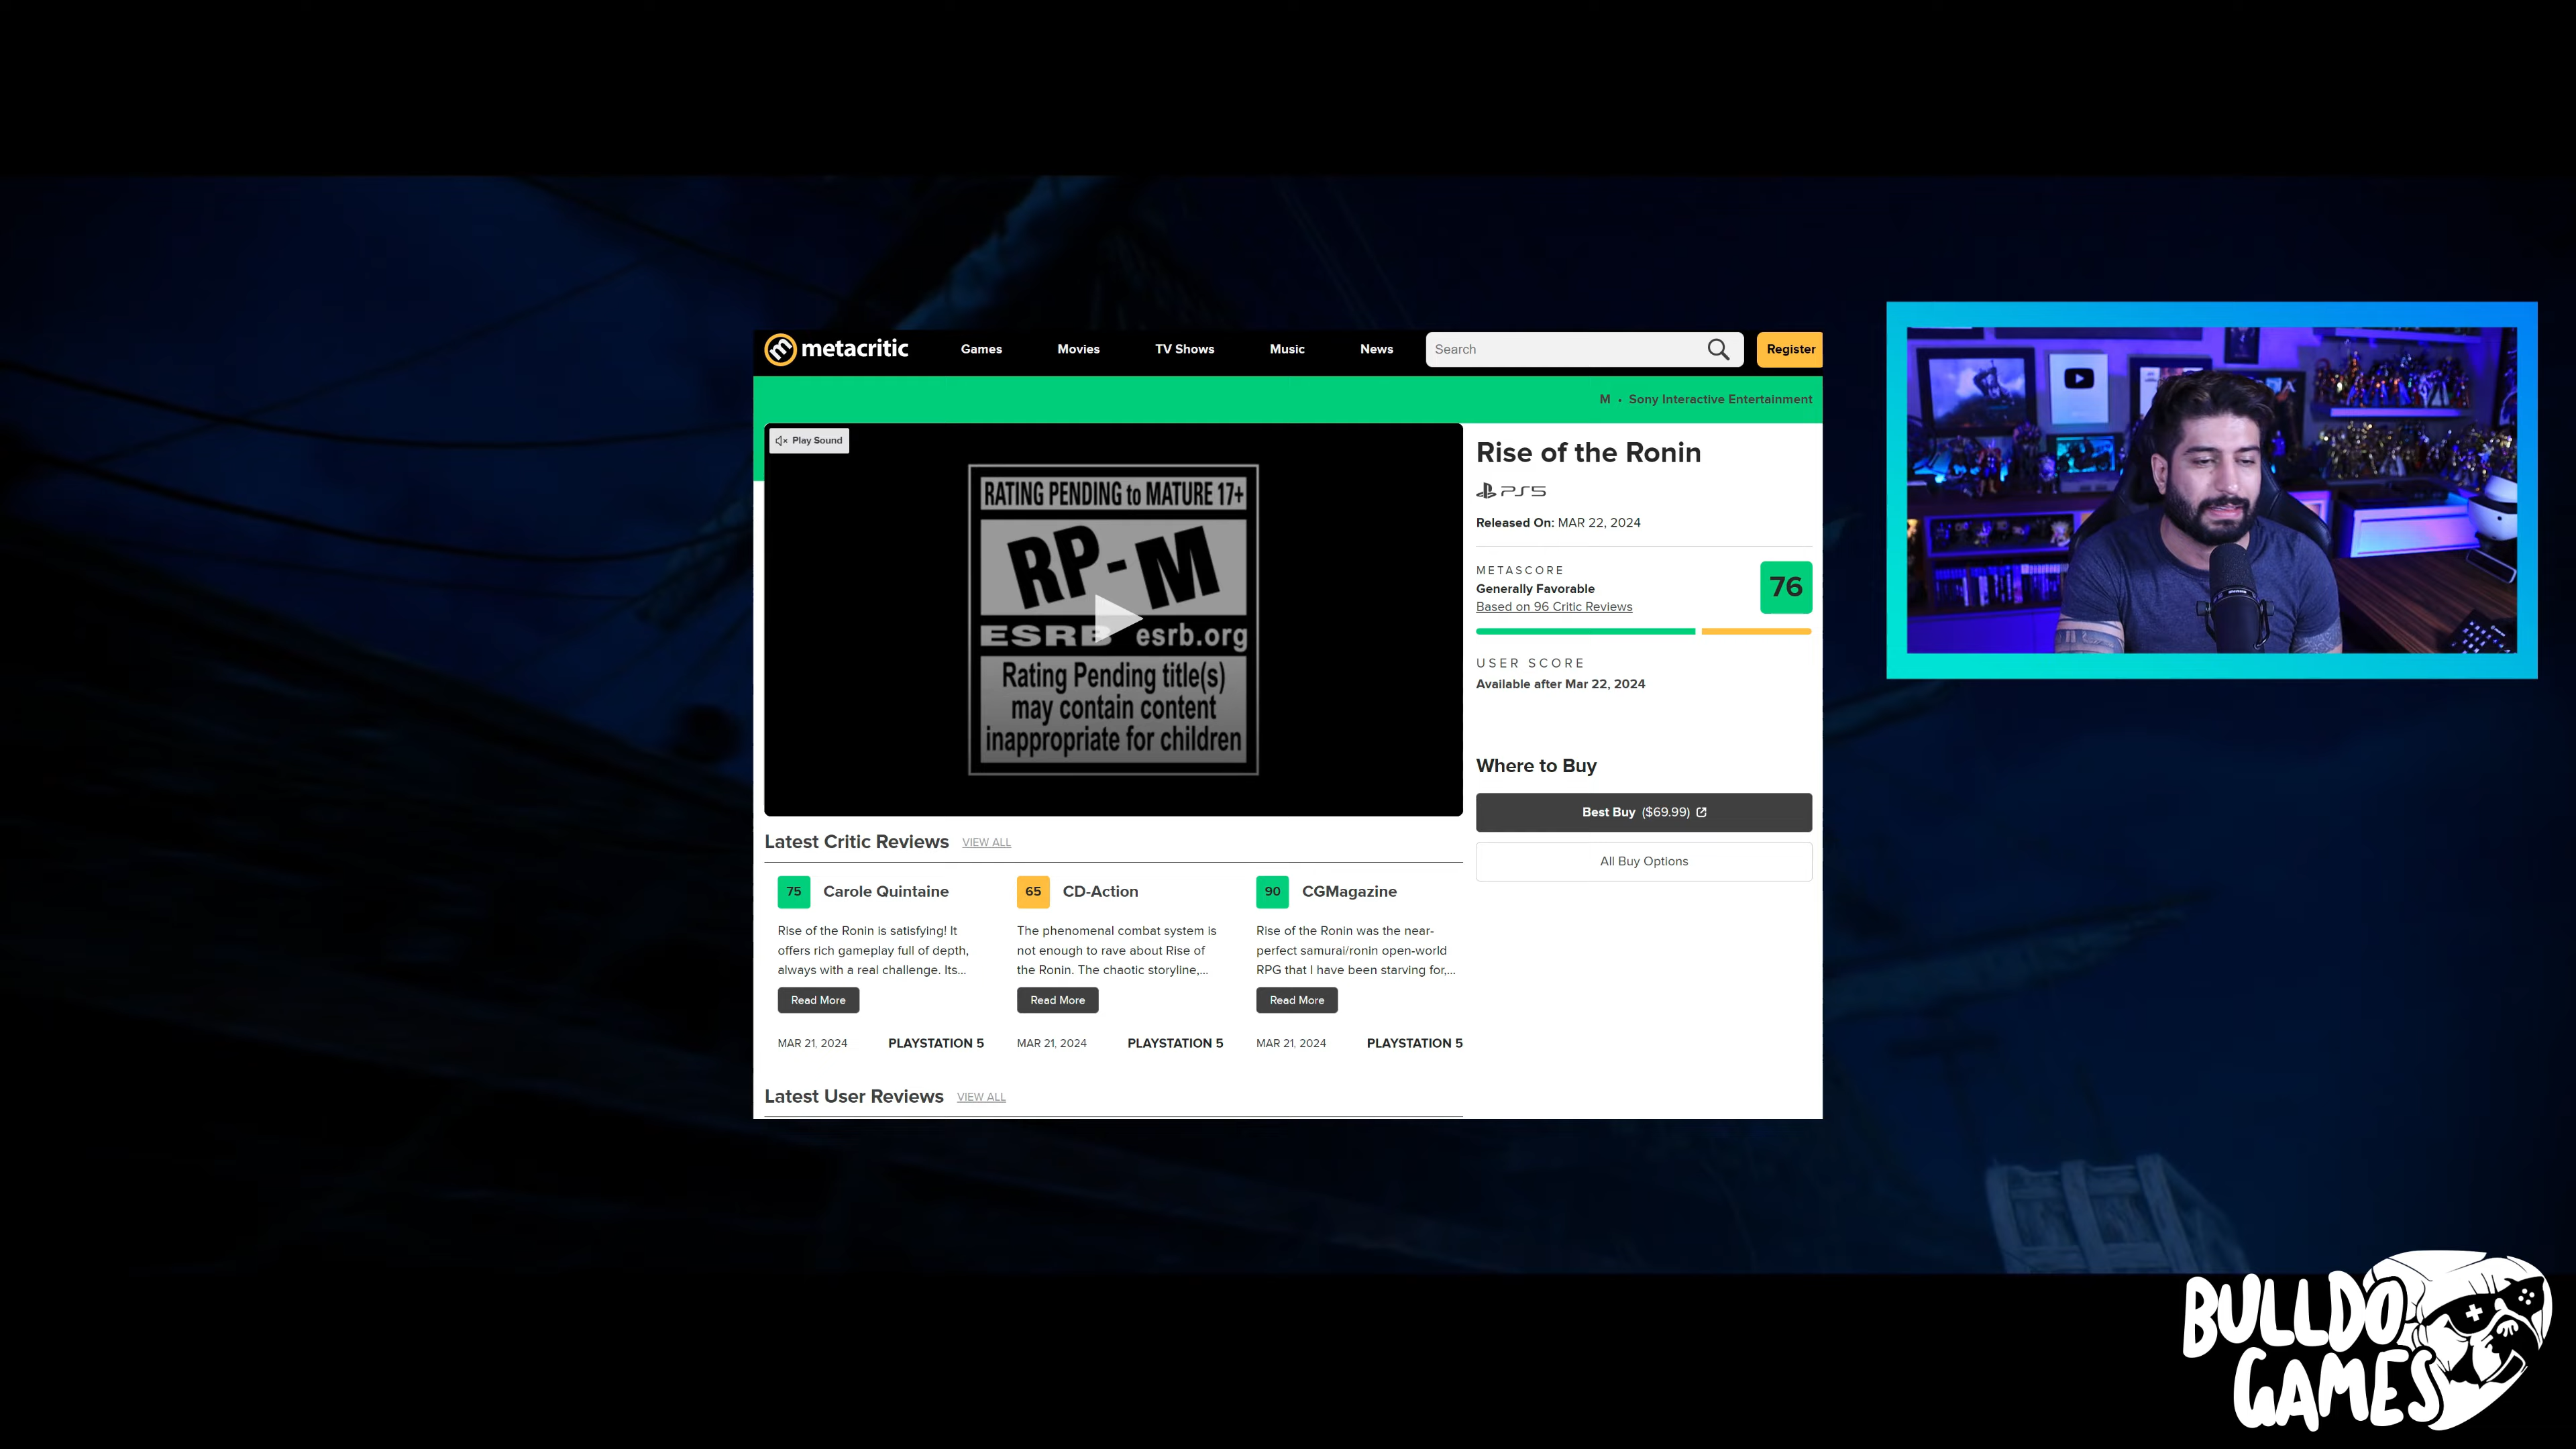 metacritic
Games
Movies
TV Shows
Music
News
Search
Register
M • Sony Interactive Entertainment
Play Sound
RATING PENDING to MATURE 17+
RP-M
ESRB esrb.org
Rating Pending title(s)
may contain content
inappropriate for children
Rise of the Ronin
PS5
Released On: MAR 22, 2024
METASCORE
Generally Favorable
Based on 96 Critic Reviews
76
USER SCORE
Available after Mar 22, 2024
Where to Buy
Best Buy ($69.99)
All Buy Options
Latest Critic Reviews VIEW ALL
75 Carole Quintaine
Rise of the Ronin is satisfying! It
offers rich gameplay full of depth,
always with a real challenge. Its...
Read More
MAR 21, 2024 PLAYSTATION 5
65 CD-Action
The phenomenal combat system is
not enough to rave about Rise of
the Ronin. The chaotic storyline,...
Read More
MAR 21, 2024 PLAYSTATION 5
90 CGMagazine
Rise of the Ronin was the near-
perfect samurai/ronin open-world
RPG that I have been starving for,...
Read More
MAR 21, 2024 PLAYSTATION 5
Latest User Reviews VIEW ALL
BULLDO
GAMES